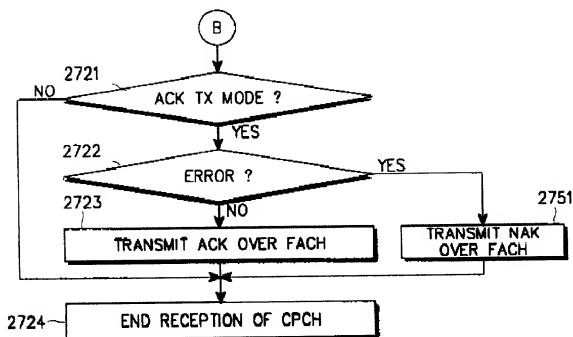 B
2721
NO
ACK TX MODE ?
YES
2722
ERROR ?
YES
2723
NO
2751
TRANSMIT ACK OVER FACH
TRANSMIT NAK
OVER FACH
2724
END RECEPTION OF CPCH